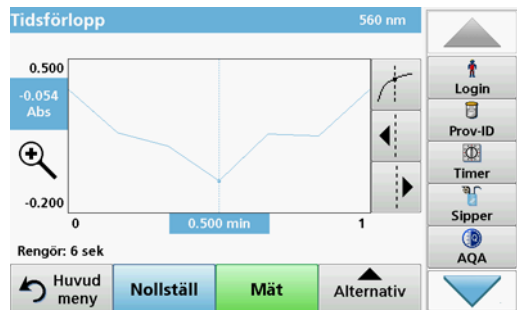 Tidsförlopp 560 nm
0.500
-0.054
Abs
-0.200
0 0.500 min 1
Rengör: 6 sek
Huvud
meny
Nollställ
Mät
Alternativ
Login
Prov-ID
Timer
Sipper
AQA